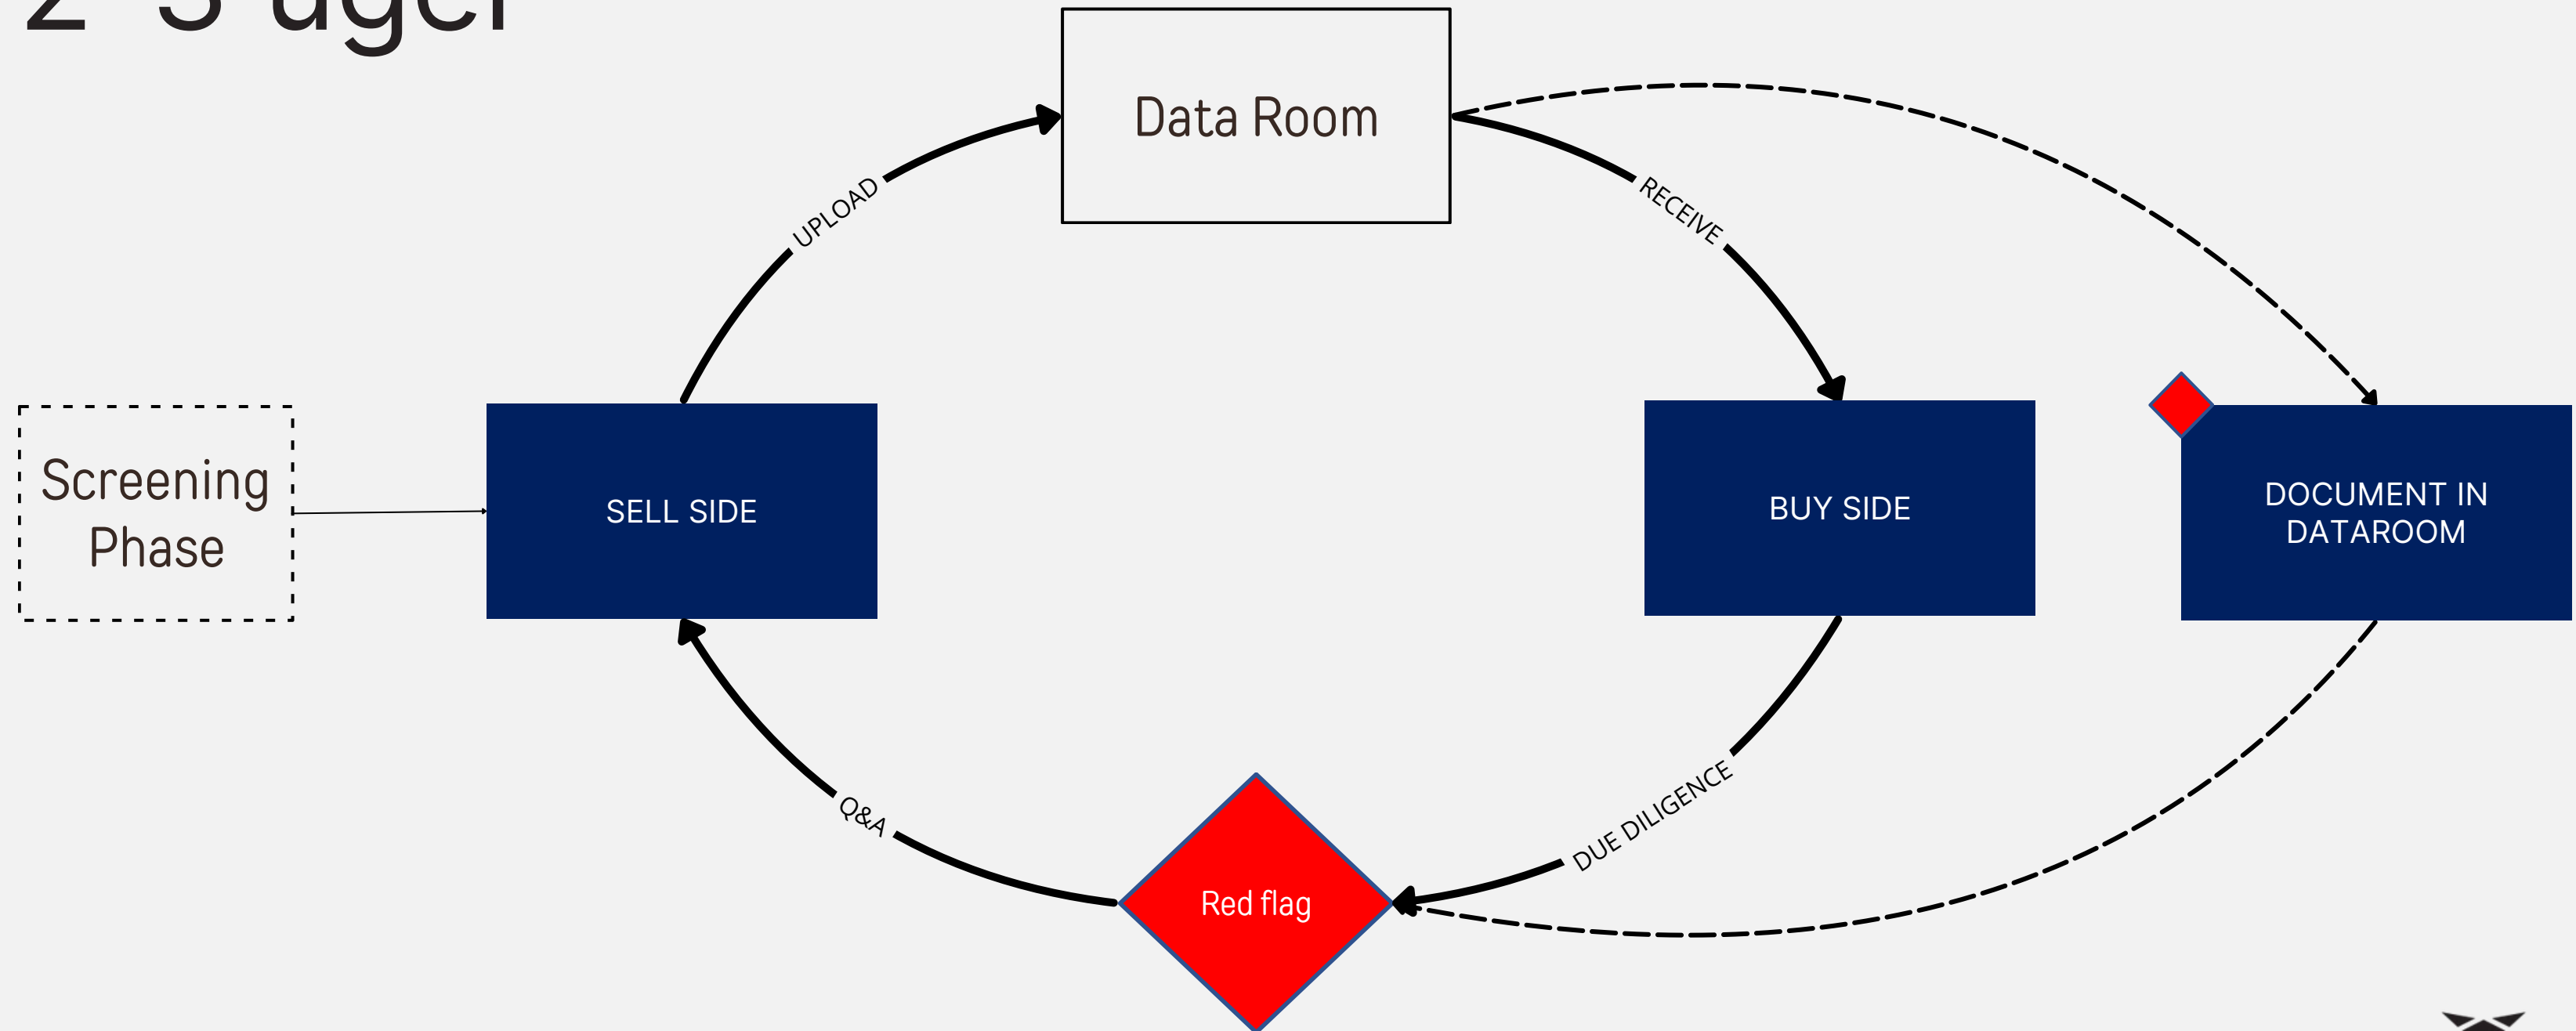 Data Room
UPLOAD
RECEIVE
Screening
Phase
SELL SIDE
BUY SIDE
DOCUMENT IN
DATAROOM
Q&A
DUE DILIGENCE
Red flag